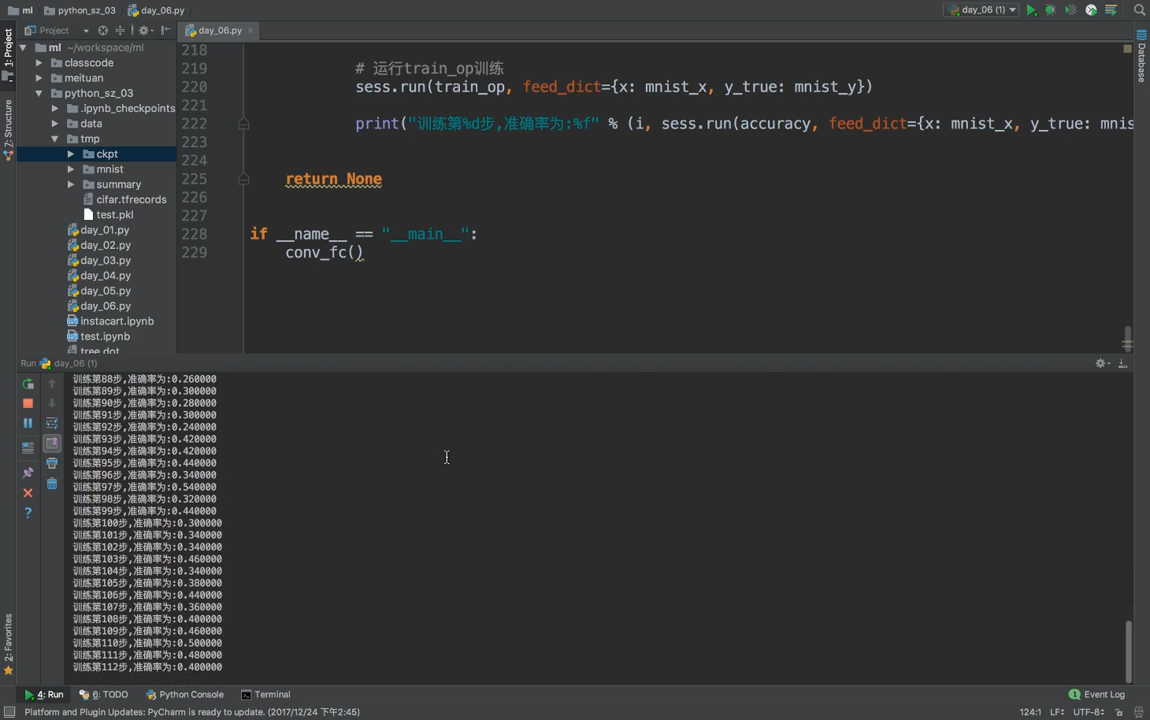 ml
python_sz_03
day_06.py
day_06 (1)
Project
day_06.py
1: Project
Z: Structure
2: Favorites
Database
ml ~/workspace/ml
classcode
meituan
python_sz_03
.ipynb_checkpoints
data
tmp
ckpt
mnist
summary
cifar.tfrecords
test.pkl
day_01.py
day_02.py
day_03.py
day_04.py
day_05.py
day_06.py
instacart.ipynb
test.ipynb
tree.dot
218
219 # 运行train_op训练
220 sess.run(train_op, feed_dict={x: mnist_x, y_true: mnist_y})
221
222 print("训练第%d步,准确率为:%f" % (i, sess.run(accuracy, feed_dict={x: mnist_x, y_true: mnis
223
224
225 return None
226
227
228 if __name__ == "__main__":
229 conv_fc()
Run day_06 (1)
训练第88步,准确率为:0.260000
训练第89步,准确率为:0.300000
训练第90步,准确率为:0.280000
训练第91步,准确率为:0.300000
训练第92步,准确率为:0.240000
训练第93步,准确率为:0.420000
训练第94步,准确率为:0.420000
训练第95步,准确率为:0.440000
训练第96步,准确率为:0.340000
训练第97步,准确率为:0.540000
训练第98步,准确率为:0.320000
训练第99步,准确率为:0.440000
训练第100步,准确率为:0.300000
训练第101步,准确率为:0.340000
训练第102步,准确率为:0.340000
训练第103步,准确率为:0.460000
训练第104步,准确率为:0.340000
训练第105步,准确率为:0.380000
训练第106步,准确率为:0.440000
训练第107步,准确率为:0.360000
训练第108步,准确率为:0.400000
训练第109步,准确率为:0.460000
训练第110步,准确率为:0.500000
训练第111步,准确率为:0.480000
训练第112步,准确率为:0.400000
4: Run
6: TODO
Python Console
Terminal
1 Event Log
Platform and Plugin Updates: PyCharm is ready to update. (2017/12/24 下午2:45)
124:1 LF÷ UTF-8÷